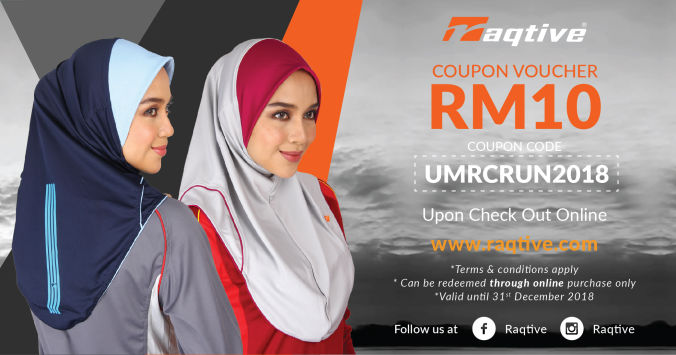 Raqtive®
COUPON VOUCHER
RM10
COUPON CODE
UMRCRUN2018
Upon Check Out Online
www.raqtive.com
*Terms & conditions apply
* Can be redeemed through online purchase only
*Valid until 31st December 2018
Follow us at f Raqtive Raqtive